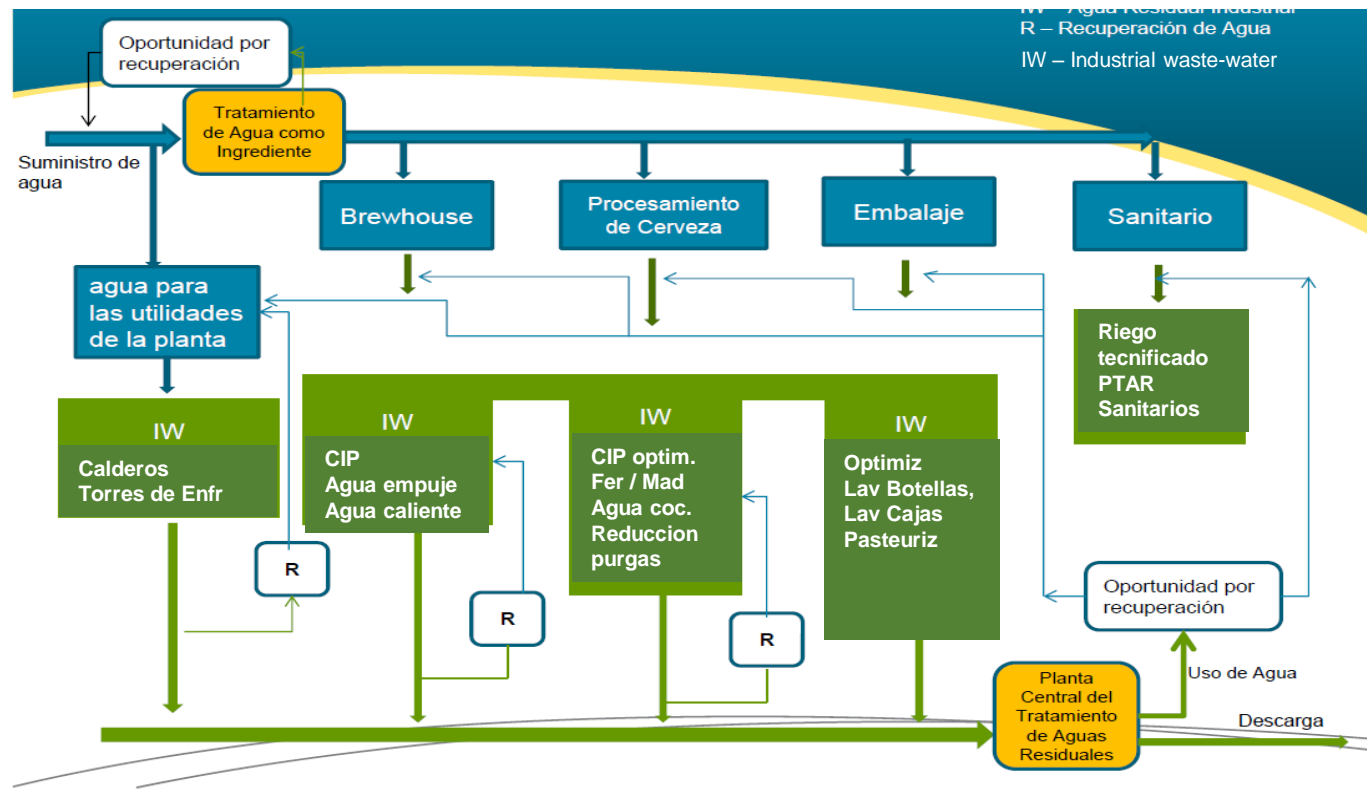 IW – Agua Residual Industrial
R – Recuperación de Agua
IW – Industrial waste-water
Oportunidad por
recuperación
Tratamiento
de Agua como
Ingrediente
Suministro de
agua
Brewhouse
Procesamiento
de Cerveza
Embalaje
Sanitario
agua para
las utilidades
de la planta
Riego
tecnificado
PTAR
Sanitarios
IW
Calderos
Torres de Enfr
IW
CIP
Agua empuje
Agua caliente
IW
CIP optim.
Fer / Mad
Agua coc.
Reduccion
purgas
IW
Optimiz
Lav Botellas,
Lav Cajas
Pasteuriz
R
R
R
Oportunidad por
recuperación
Uso de Agua
Planta
Central del
Tratamiento
de Aguas
Residuales
Descarga